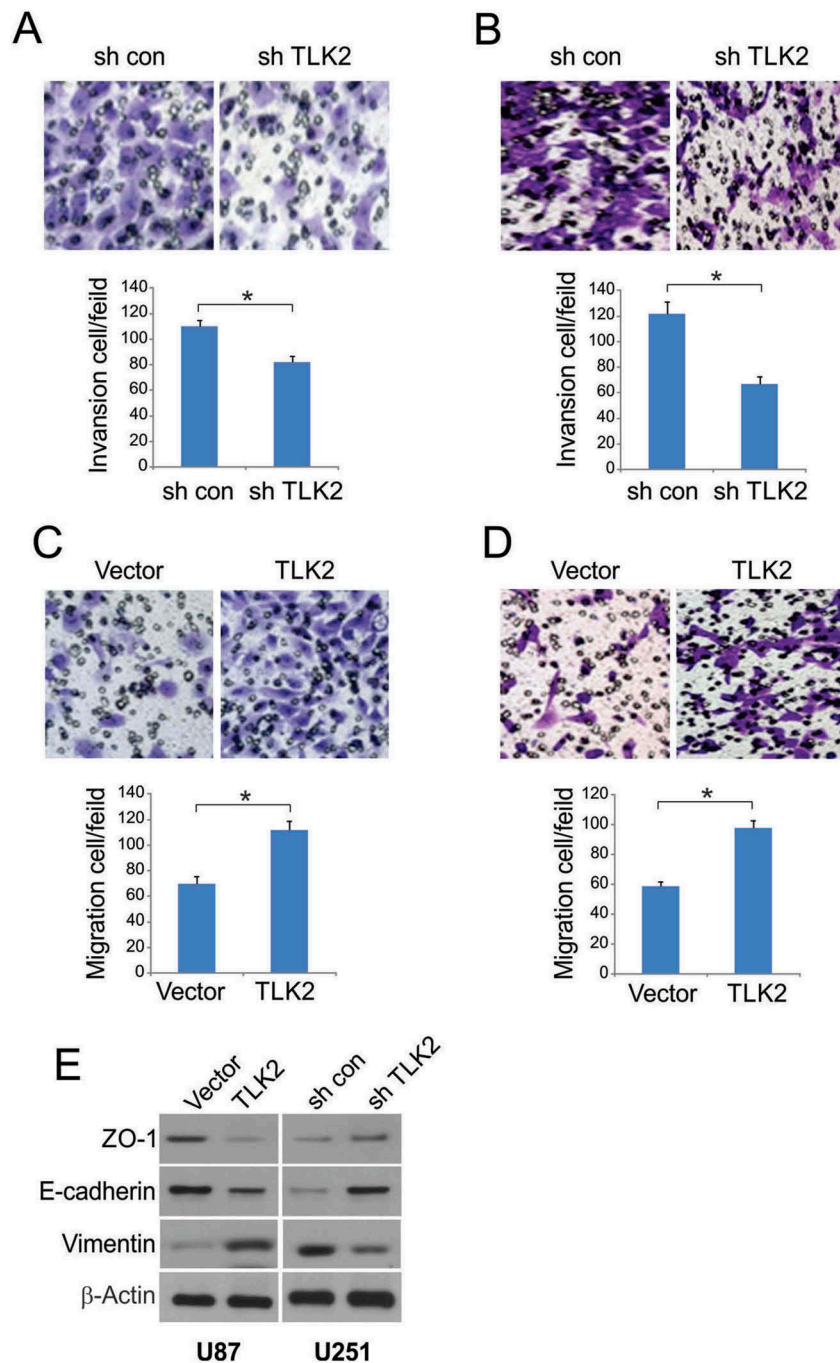 A
sh con sh TLK2
Invansion cell/feild
140
120
100
80
60
40
20
0
*
sh con sh TLK2
B
sh con sh TLK2
Invansion cell/feild
140
120
100
80
60
40
20
0
*
sh con sh TLK2
C
Vector TLK2
Migration cell/feild
140
120
100
80
60
40
20
0
*
Vector TLK2
D
Vector TLK2
Migration cell/feild
120
100
80
60
40
20
0
*
Vector TLK2
E
Vector TLK2 sh con sh TLK2
ZO-1
E-cadherin
Vimentin
β-Actin
U87 U251